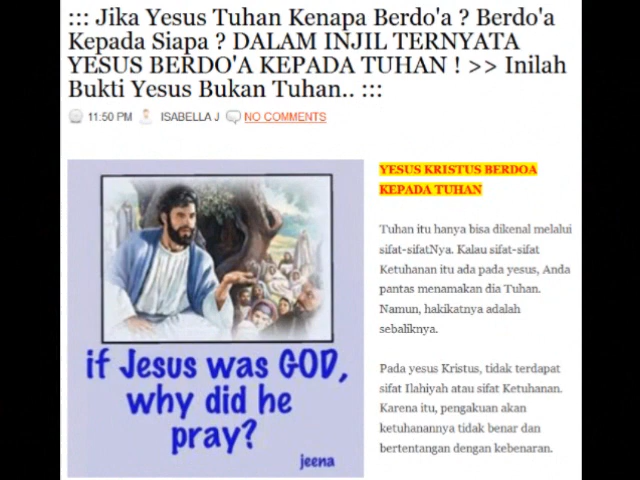 ::: Jika Yesus Tuhan Kenapa Berdo'a ? Berdo'a
Kepada Siapa ? DALAM INJIL TERNYATA
YESUS BERDO'A KEPADA TUHAN ! >> Inilah
Bukti Yesus Bukan Tuhan.. :::
11:50 PM ISABELLA J NO COMMENTS
if Jesus was GOD,
why did he
pray?
jeena
YESUS KRISTUS BERDOA
KEPADA TUHAN
Tuhan itu hanya bisa dikenal melalui
sifat-sifatNya. Kalau sifat-sifat
Ketuhanan itu ada pada yesus, Anda
pantas menamakan dia Tuhan.
Namun, hakikatnya adalah
sebaliknya.
Pada yesus Kristus, tidak terdapat
sifat Ilahiyah atau sifat Ketuhanan.
Karena itu, pengakuan akan
ketuhanannya tidak benar dan
bertentangan dengan kebenaran.